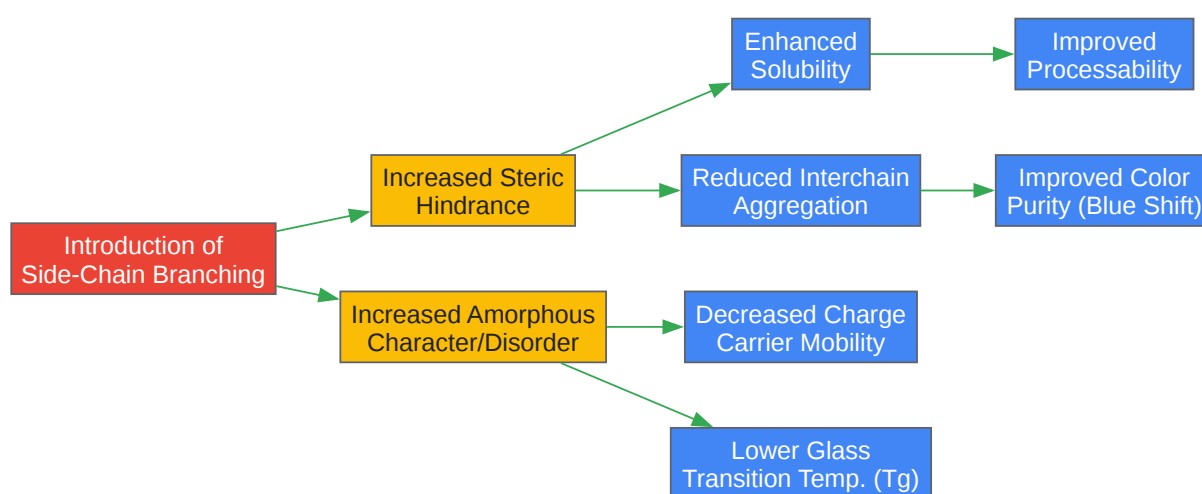 Enhanced
Solubility
Improved
Processability
Increased Steric
Hindrance
Reduced Interchain
Aggregation
Improved Color
Purity (Blue Shift)
Introduction of
Side-Chain Branching
Increased Amorphous
Character/Disorder
Decreased Charge
Carrier Mobility
Lower Glass
Transition Temp. (Tg)